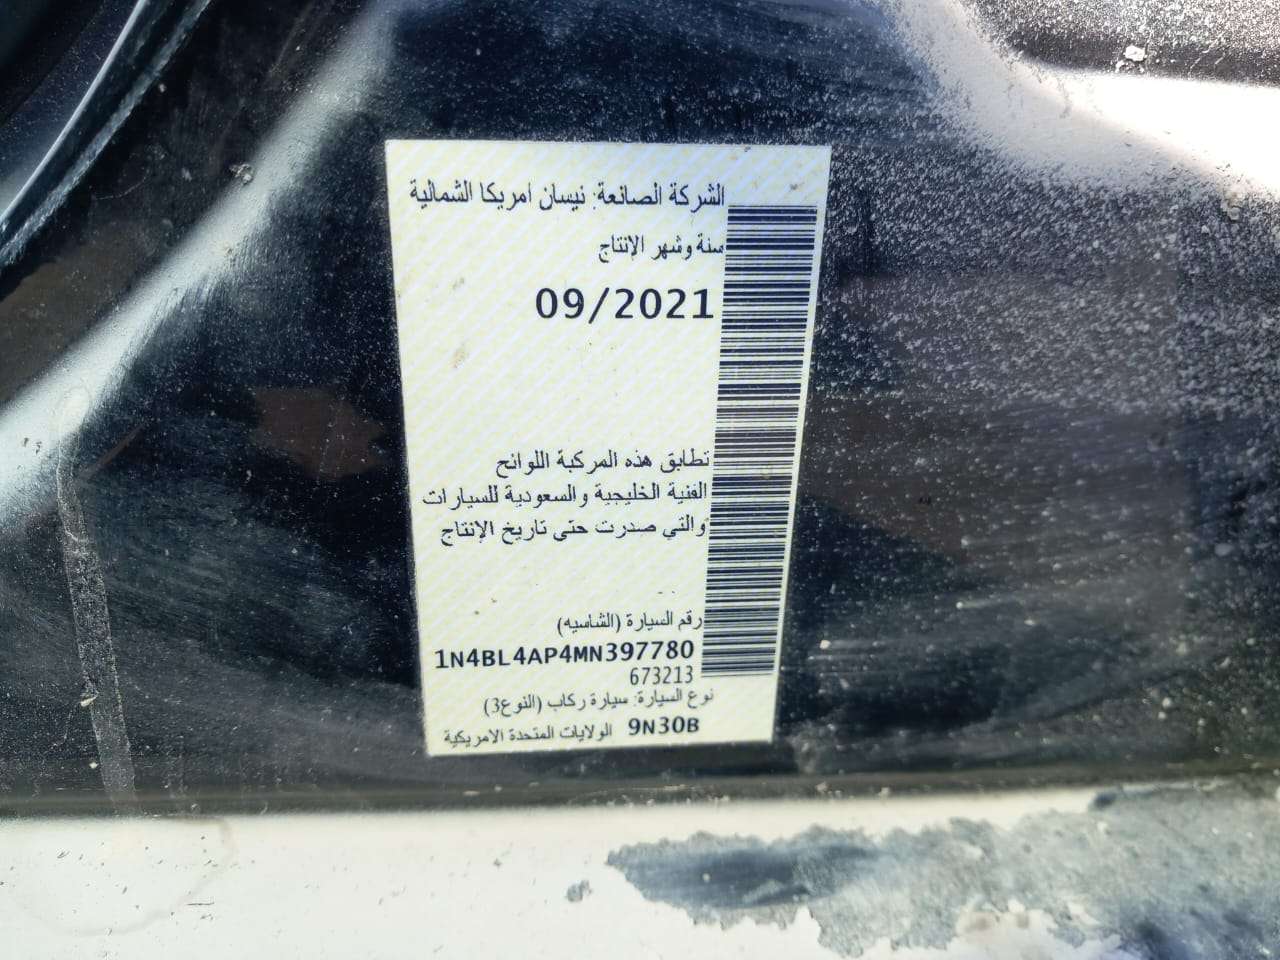 الشركة الصانعة: نيسان امريكا الشمالية
سنة وشهر الإنتاج
09/2021
تطابق هذه المركبة اللوائح
الفنية الخليجية والسعودية للسيارات
والتي صدرت حتى تاريخ الإنتاج
رقم السيارة (الشاسيه)
1N4BL4AP4MN397780
673213
نوع السيارة: سيارة ركاب (النوع3)
9N30B الولايات المتحدة الامريكية